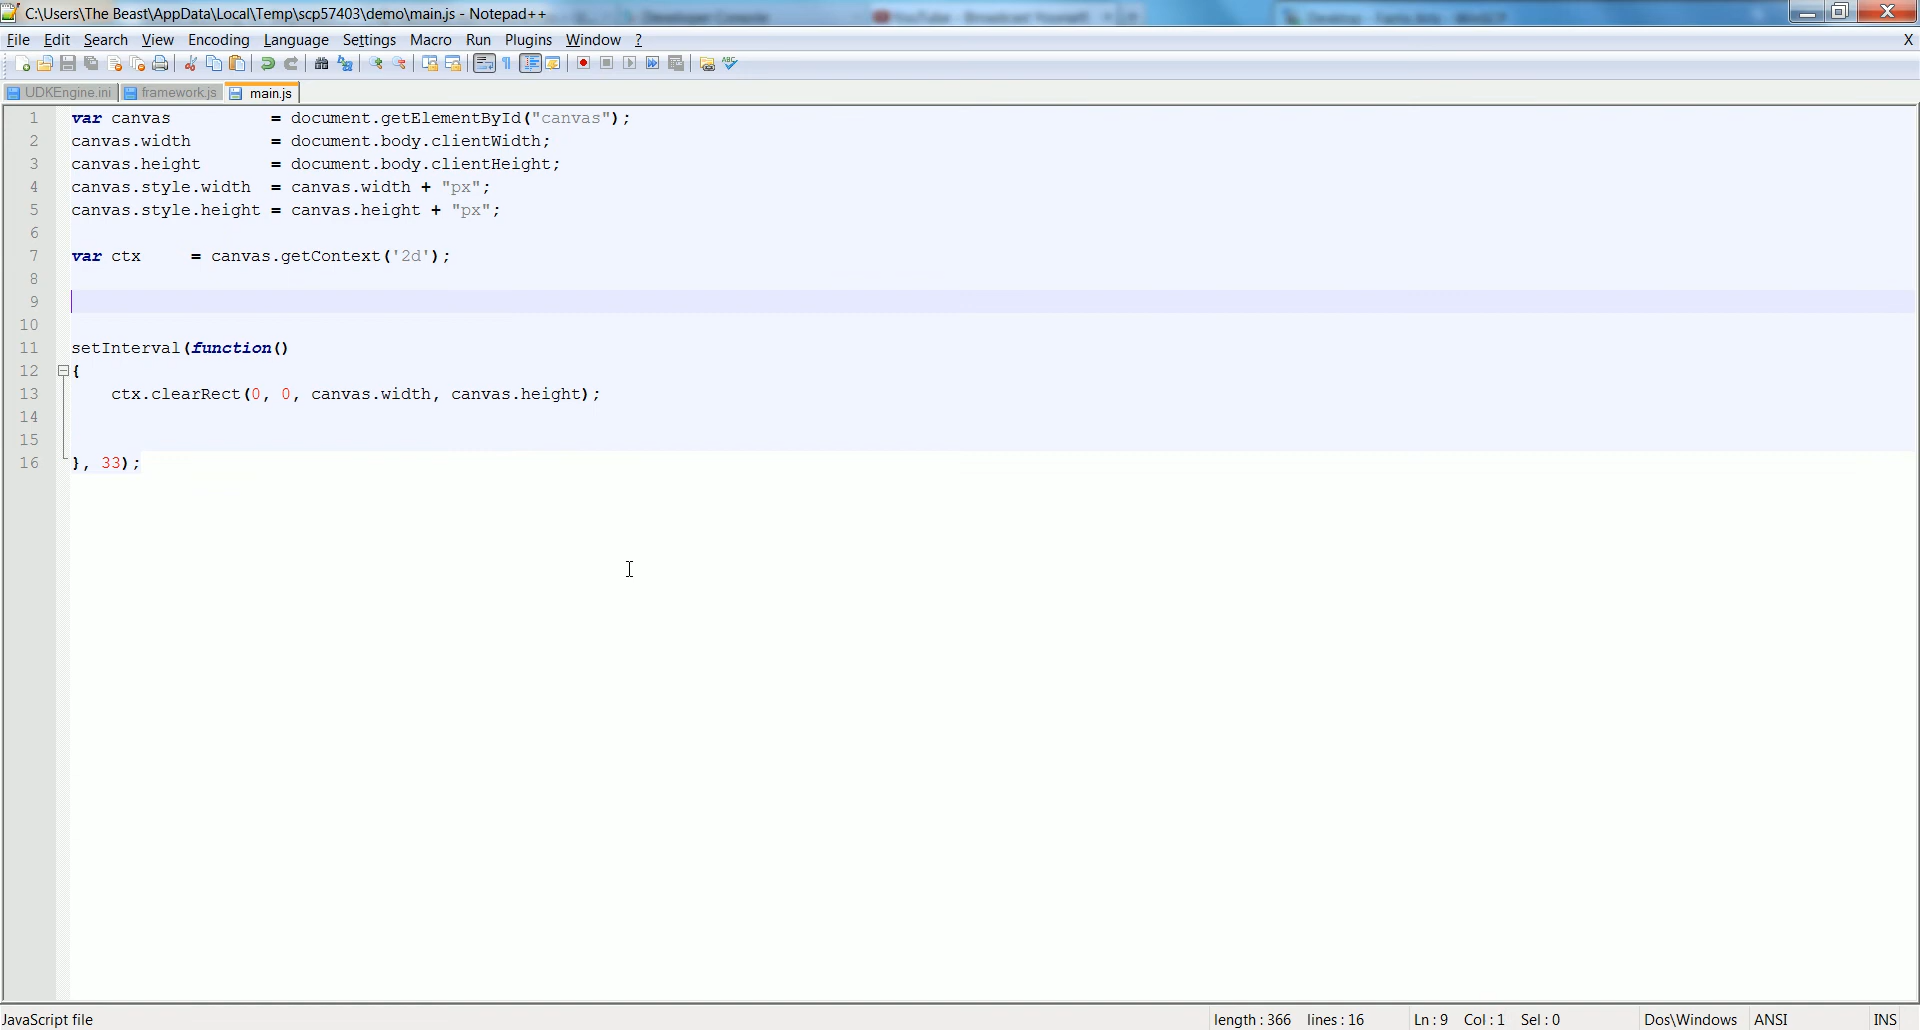 C:\Users\The Beast\AppData\Local\Temp\scp57403\demo\main.js - Notepad++
Developer Console
YouTube - Broadcast Yourself
File Edit Search View Encoding Language Settings Macro Run Plugins Window ? X
UDKEngine.ini framework.js main.js
1 var canvas = document.getElementById("canvas");
2 canvas.width = document.body.clientWidth;
3 canvas.height = document.body.clientHeight;
4 canvas.style.width = canvas.width + "px";
5 canvas.style.height = canvas.height + "px";
6
7 var ctx = canvas.getContext('2d');
8
9
10
11 setInterval(function()
12 {
13 ctx.clearRect(0, 0, canvas.width, canvas.height);
14
15
16 }, 33);
JavaScript file length : 366 lines : 16 Ln : 9 Col : 1 Sel : 0 Dos\Windows ANSI INS